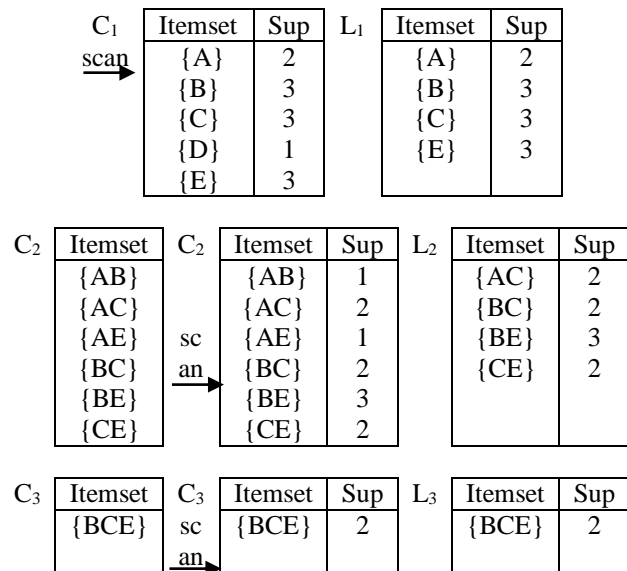 C₁ Itemset Sup L₁ Itemset Sup
scan {A} 2 {A} 2
{B} 3 {B} 3
{C} 3 {C} 3
{D} 1 {E} 3
{E} 3
C₂ Itemset C₂ Itemset Sup L₂ Itemset Sup
{AB} {AB} 1 {AC} 2
{AC} {AC} 2 {BC} 2
{AE} sc {AE} 1 {BE} 3
{BC} an {BC} 2 {CE} 2
{BE} {BE} 3
{CE} {CE} 2
C₃ Itemset C₃ Itemset Sup L₃ Itemset Sup
{BCE} sc {BCE} 2 {BCE} 2
an